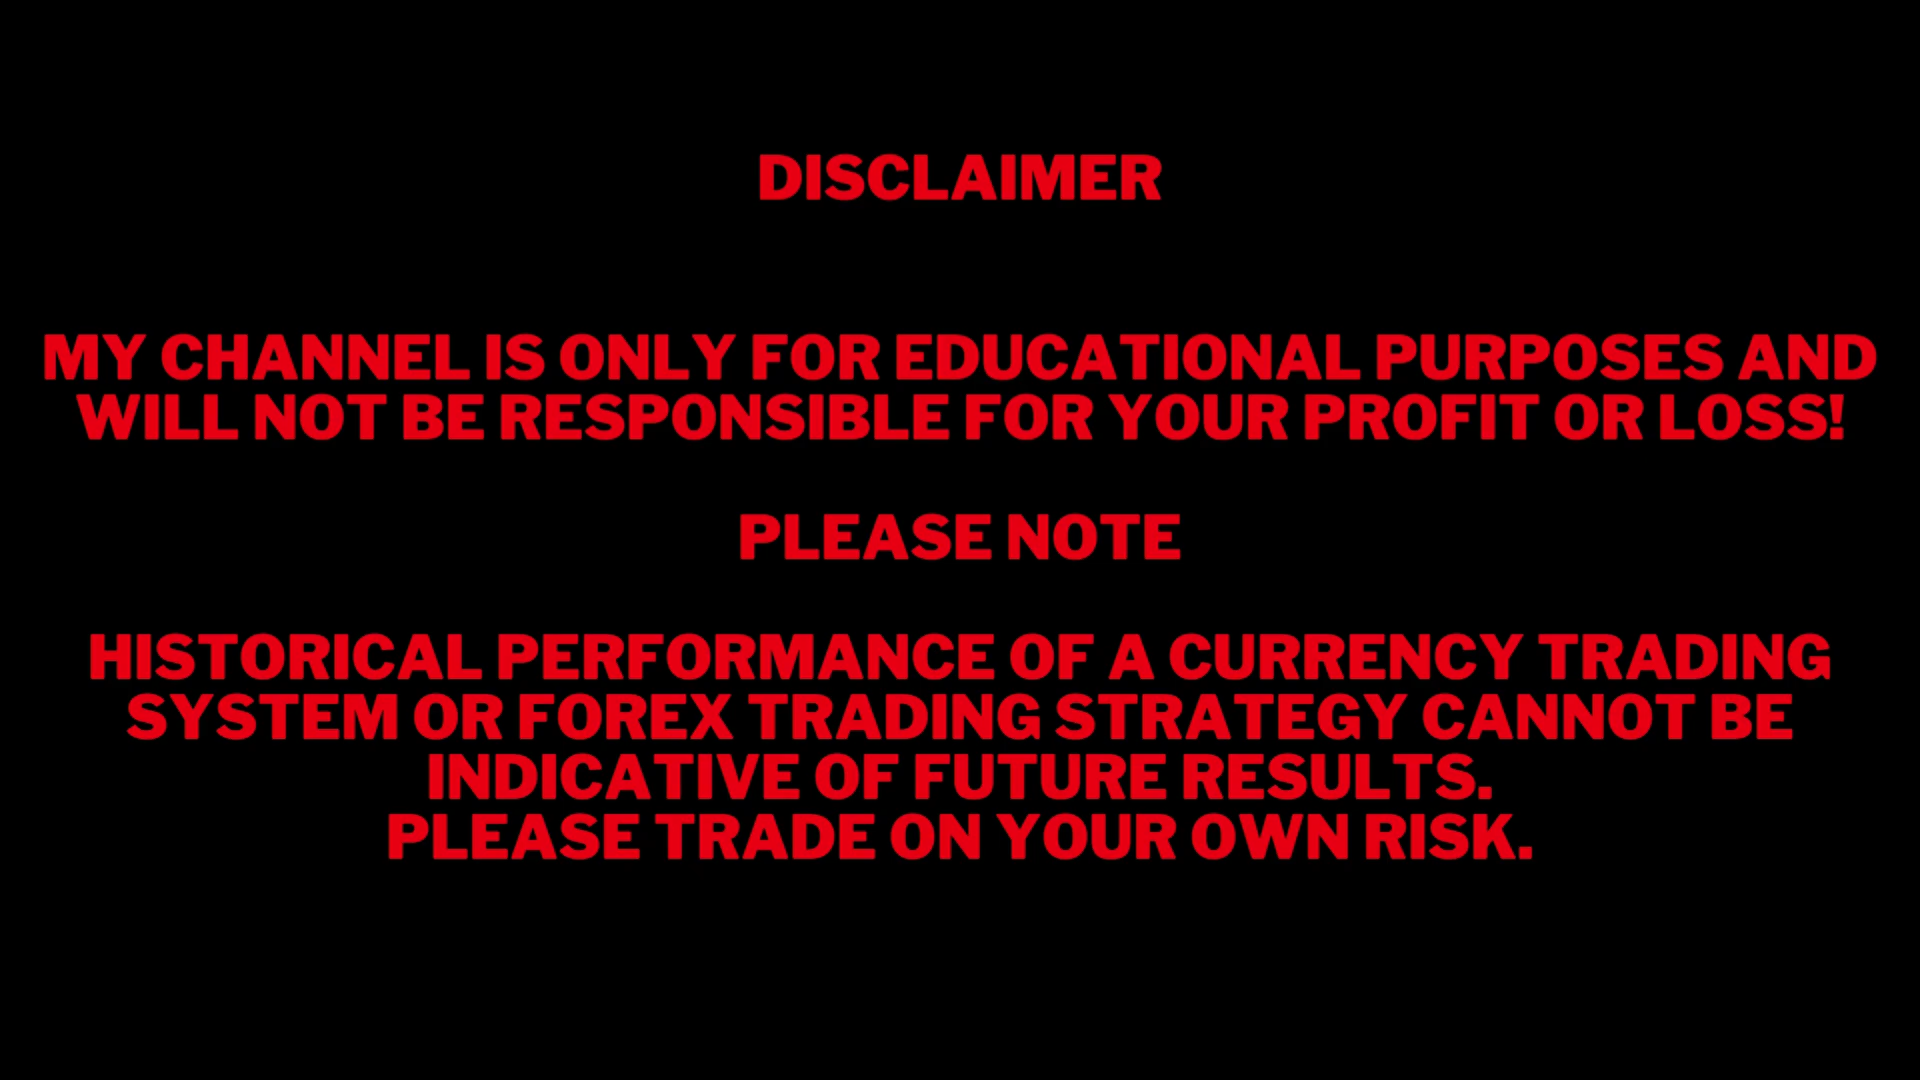 DISCLAIMER
MY CHANNEL IS ONLY FOR EDUCATIONAL PURPOSES AND
WILL NOT BE RESPONSIBLE FOR YOUR PROFIT OR LOSS!
PLEASE NOTE
HISTORICAL PERFORMANCE OF A CURRENCY TRADING
SYSTEM OR FOREX TRADING STRATEGY CANNOT BE
INDICATIVE OF FUTURE RESULTS.
PLEASE TRADE ON YOUR OWN RISK.